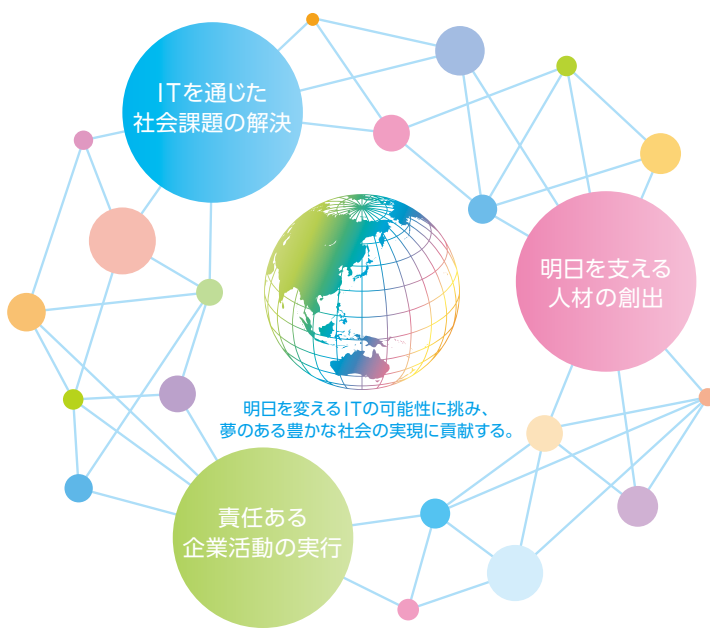 ITを通じた
社会課題の解決
明日を支える
人材の創出
明日を変えるITの可能性に挑み、
夢のある豊かな社会の実現に貢献する。
責任ある
企業活動の実行